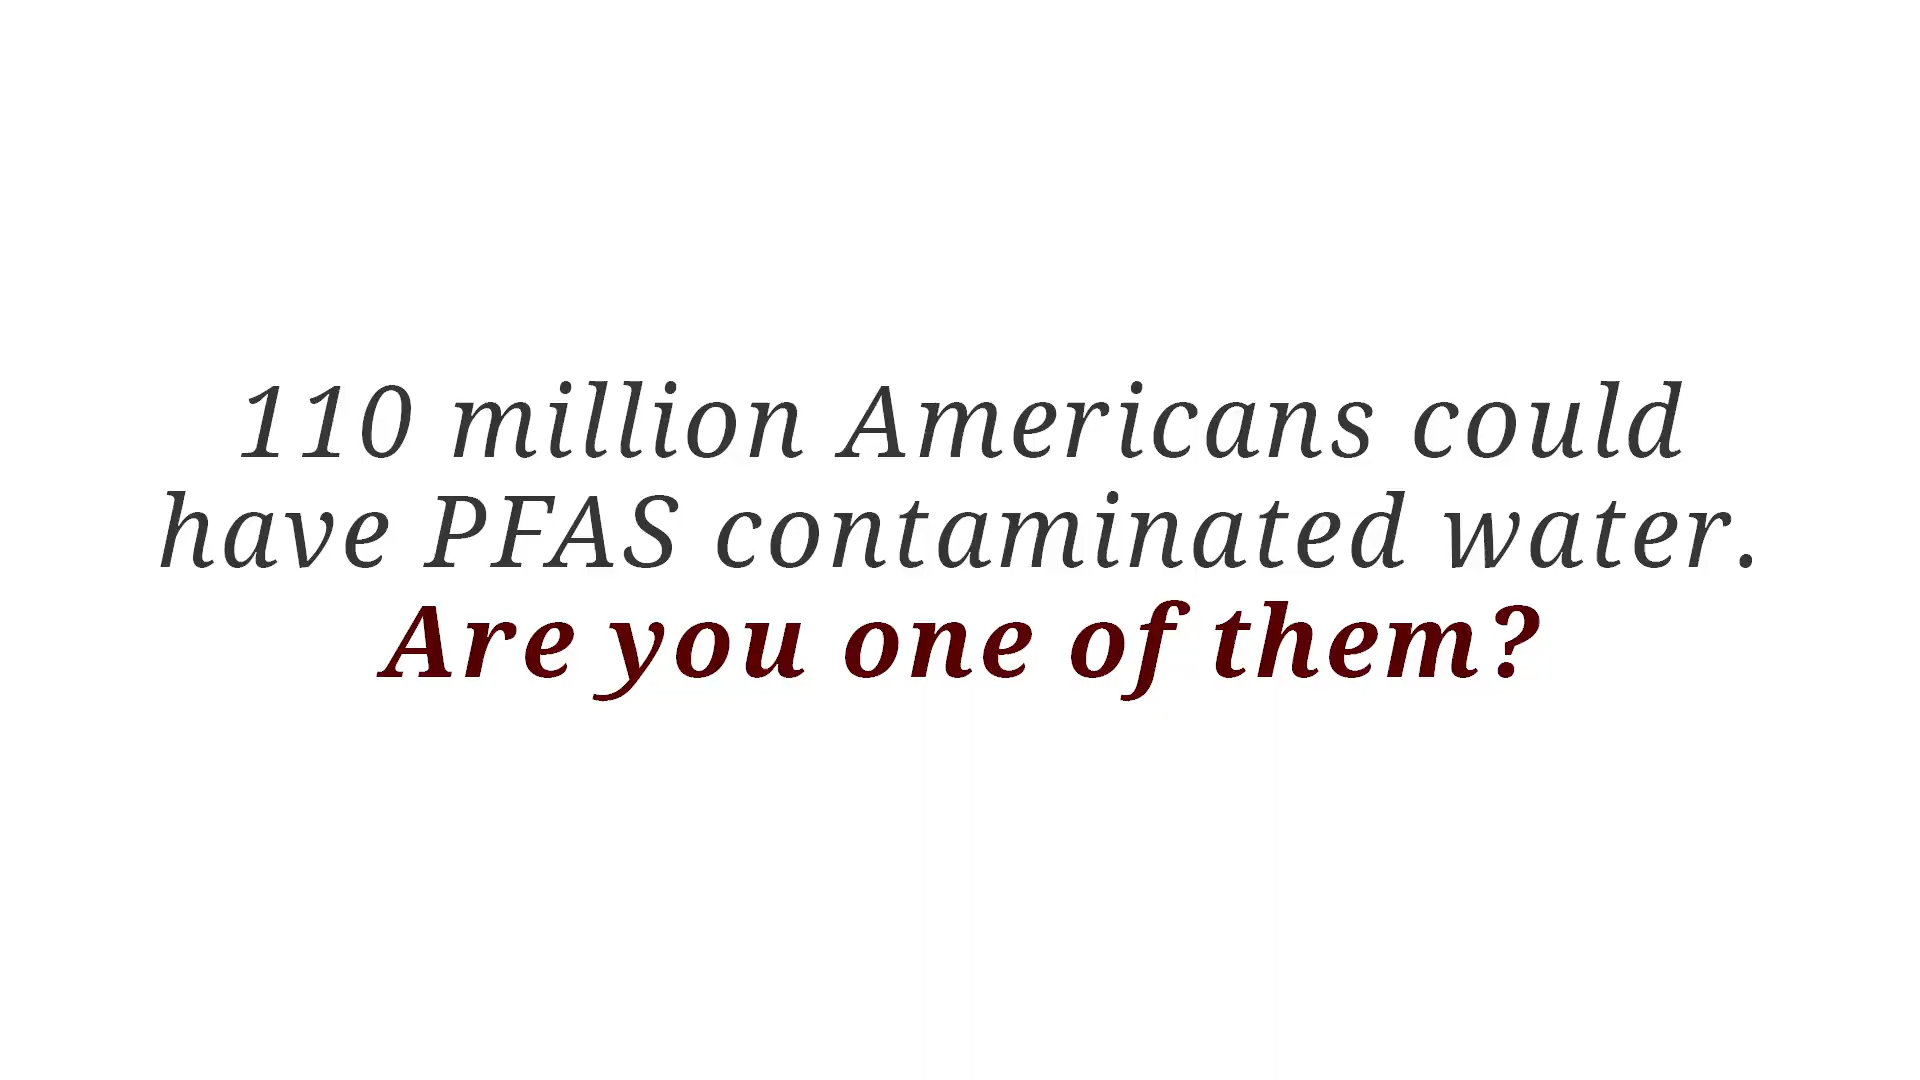 110 million Americans could
have PFAS contaminated water.
Are you one of them?